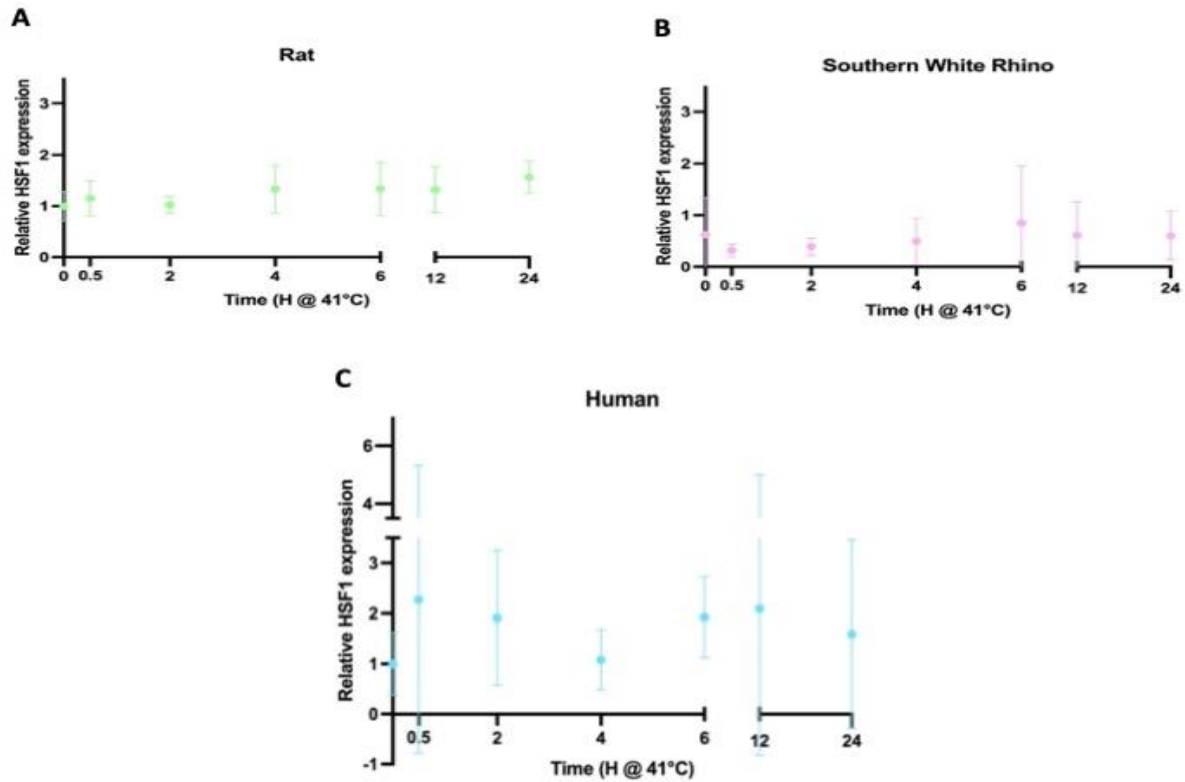 A
Rat
Relative HSF1 expression
3
2
1
0
0 0.5 2 4 6 12 24
Time (H @ 41°C)
B
Southern White Rhino
Relative HSF1 expression
3
2
1
0
0 0.5 2 4 6 12 24
Time (H @ 41°C)
C
Human
Relative HSF1 expression
6
4
3
2
1
0
-1
0.5 2 4 6 12 24
Time (H @ 41°C)